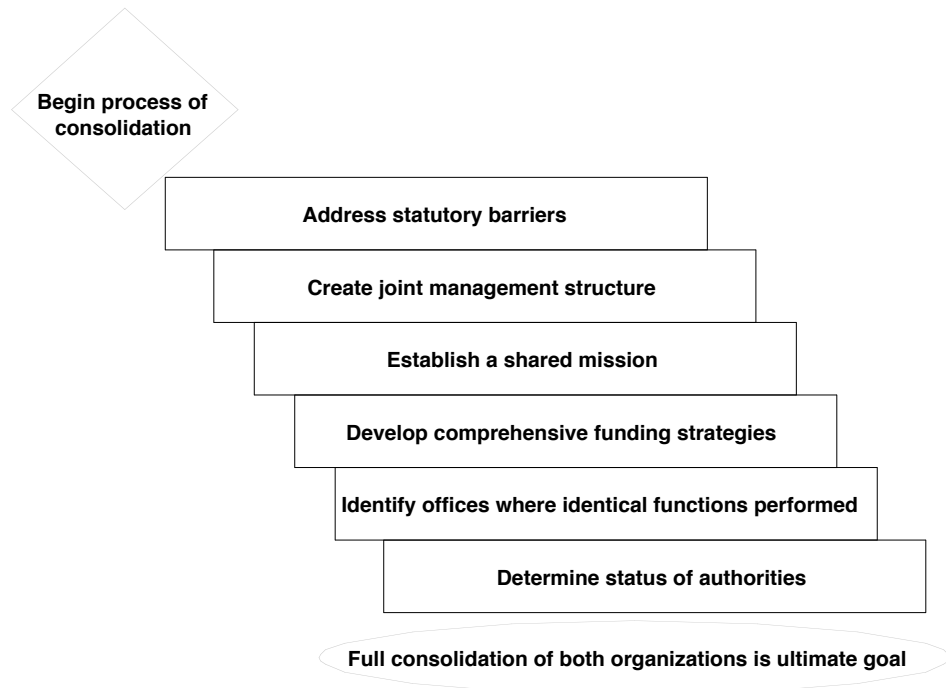 Begin process of
consolidation
Address statutory barriers
Create joint management structure
Establish a shared mission
Develop comprehensive funding strategies
Identify offices where identical functions performed
Determine status of authorities
Full consolidation of both organizations is ultimate goal